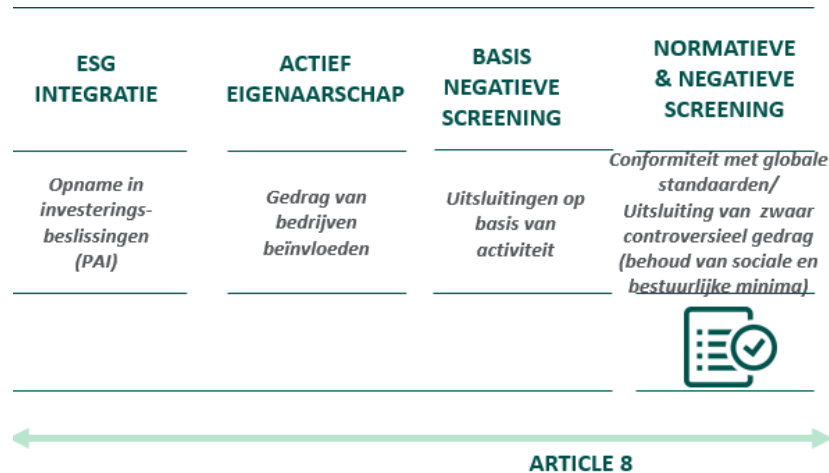 ESG
INTEGRATIE
ACTIEF
EIGENAARSCHAP
BASIS
NEGATIEVE
SCREENING
NORMATIEVE
& NEGATIEVE
SCREENING
Opname in
investerings-
beslissingen
(PAI)
Gedrag van
bedrijven
beïnvloeden
Uitsluitingen op
basis van
activiteit
Conformiteit met globale
standaarden/
Uitsluiting van zwaar
controversieel gedrag
(behoud van sociale en
bestuurlijke minima)
ARTICLE 8